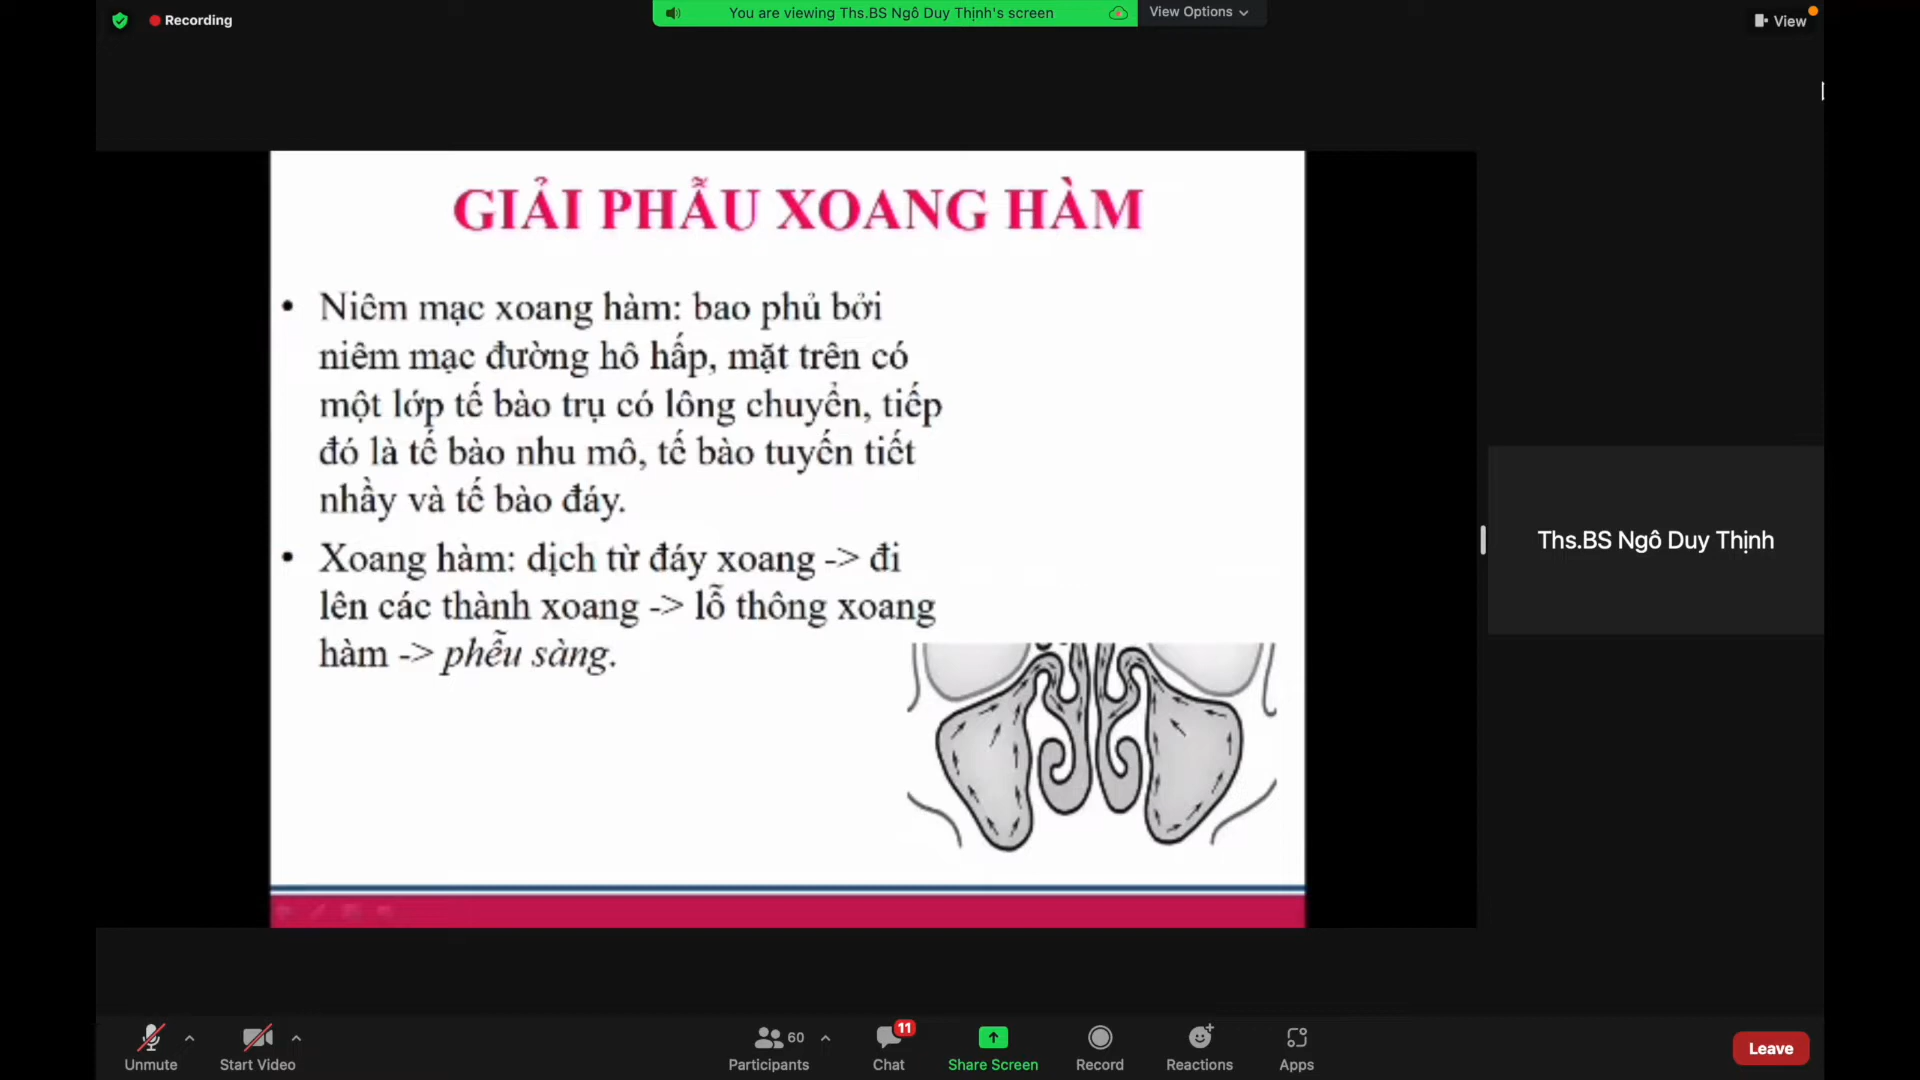 Recording
You are viewing Ths.BS Ngô Duy Thịnh's screen
View Options
View
GIẢI PHẪU XOANG HÀM
• Niêm mạc xoang hàm: bao phủ bởi
niêm mạc đường hô hấp, mặt trên có
một lớp tế bào trụ có lông chuyển, tiếp
đó là tế bào nhu mô, tế bào tuyến tiết
nhầy và tế bào đáy.
• Xoang hàm: dịch từ đáy xoang -> đi
lên các thành xoang -> lỗ thông xoang
hàm -> phễu sàng.
Ths.BS Ngô Duy Thịnh
Unmute
Start Video
60
Participants
11
Chat
Share Screen
Record
Reactions
Apps
Leave